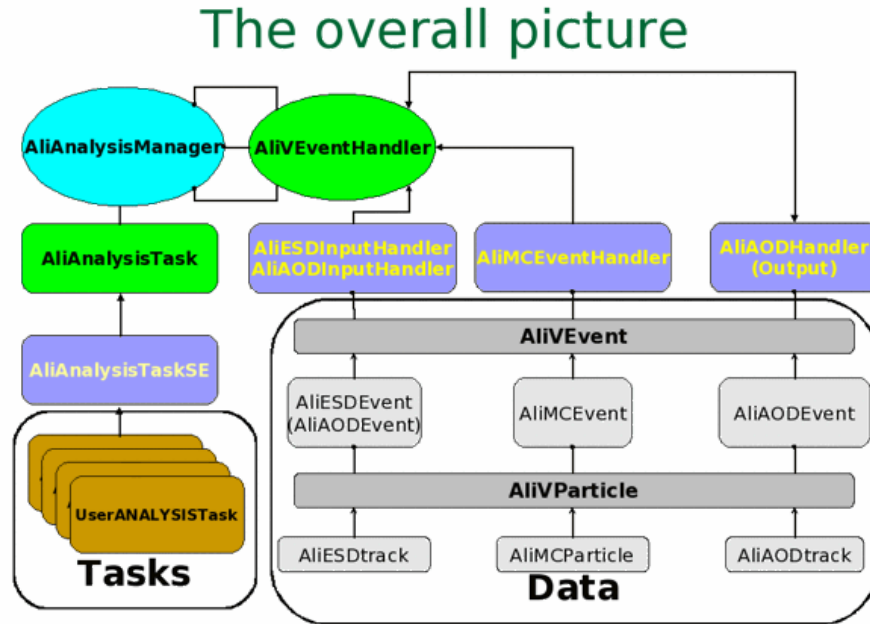 The overall picture
AliAnalysisManager
AliVEventHandler
AliAnalysisTask
AliESDInputHandler
AliAODInputHandler
AliMCEventHandler
AliAODHandler
(Output)
AliVEvent
AliAnalysisTaskSE
AliESDEvent
(AliAODEvent)
AliMCEvent
AliAODEvent
AliVParticle
UserANALYSISTask
AliESDtrack
AliMCParticle
AliAODtrack
Tasks
Data